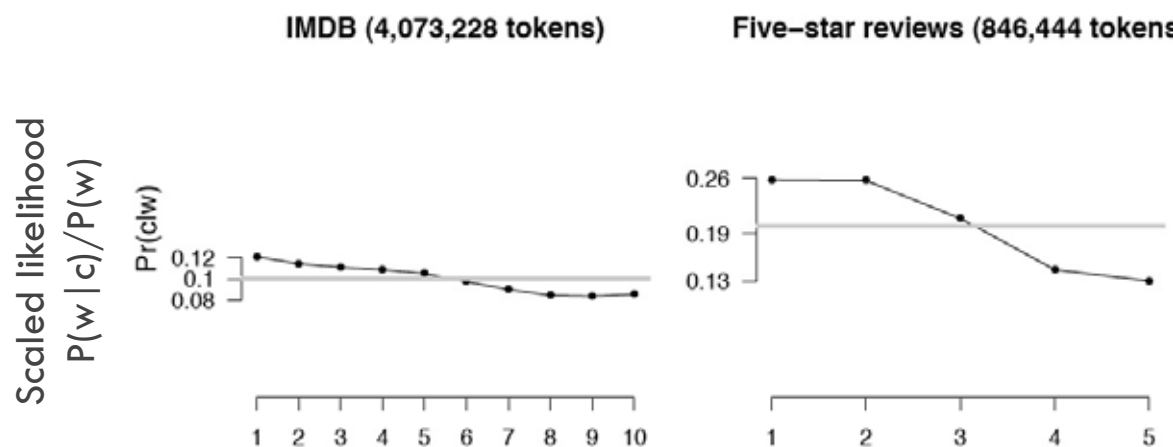 IMDB (4,073,228 tokens)
Five–star reviews (846,444 tokens
Scaled likelihood
P(w|c)/P(w)
Pr(c|w)
0.12
0.1
0.08
1 2 3 4 5 6 7 8 9 10
0.26
0.19
0.13
1 2 3 4 5